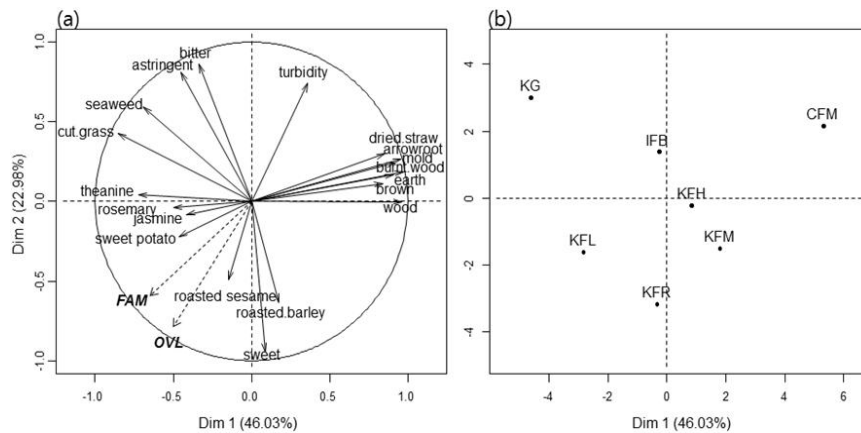 (a)
1.0
0.5
0.0
-0.5
-1.0
Dim 2 (22.98%)
bitter
astringent
turbidity
seaweed
cut.grass
dried.straw
arrowroot
mold
burnt.wood
earth
brown
wood
theanine
rosemary
jasmine
sweet potato
roasted sesame
roasted.barley
sweet
FAM
OVL
-1.0 -0.5 0.0 0.5 1.0
Dim 1 (46.03%)
(b)
4
2
0
-2
-4
KG
CFM
IFB
KFH
KFL
KFM
KFR
-4 -2 0 2 4 6
Dim 1 (46.03%)